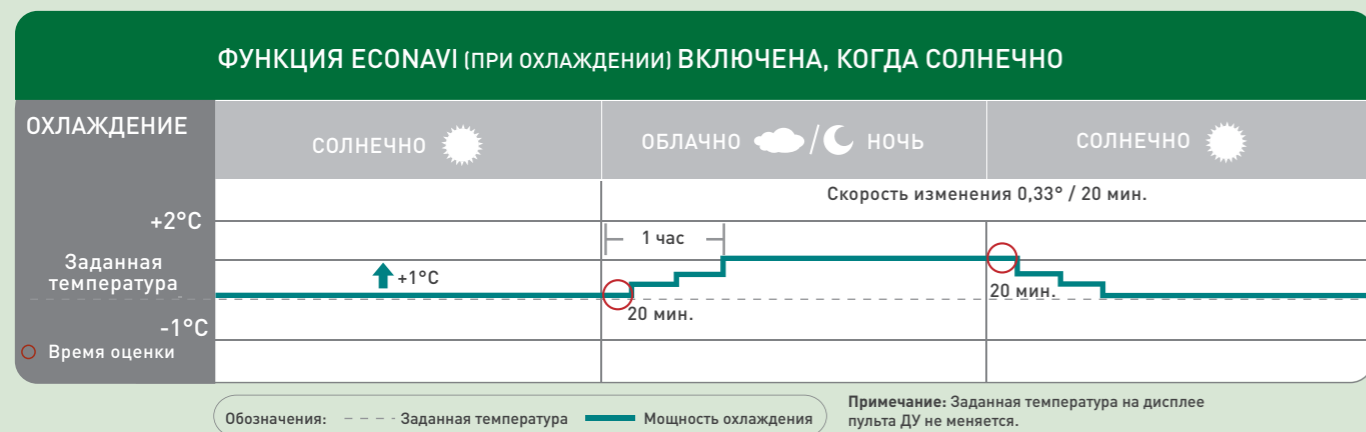 ФУНКЦИЯ ECONAVI (ПРИ ОХЛАЖДЕНИИ) ВКЛЮЧЕНА, КОГДА СОЛНЕЧНО
ОХЛАЖДЕНИЕ
СОЛНЕЧНО
ОБЛАЧНО / НОЧЬ
СОЛНЕЧНО
Скорость изменения 0,33° / 20 мин.
+2°C
1 час
Заданная
температура
+1°C
20 мин.
20 мин.
-1°C
Время оценки
Обозначения: Заданная температура Мощность охлаждения
Примечание: Заданная температура на дисплее
пульта ДУ не меняется.